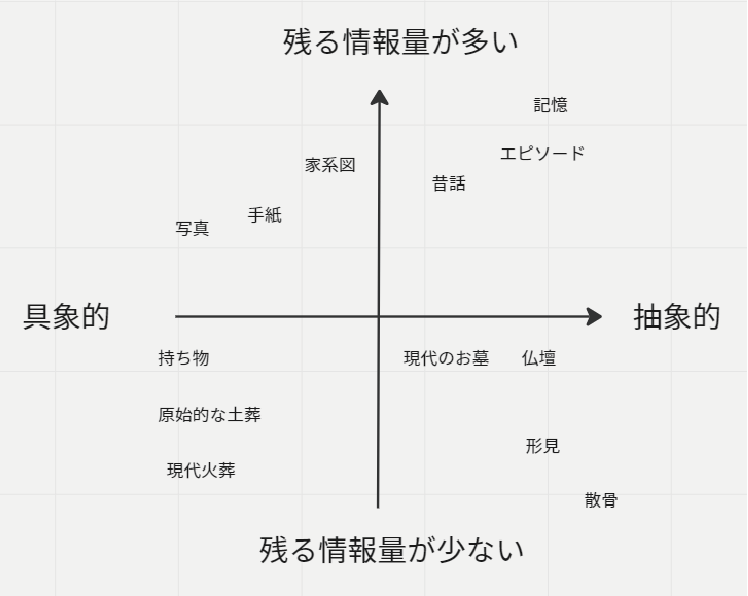 残る情報量が多い
記憶
エピソード
家系図
昔話
手紙
写真
具象的
抽象的
持ち物
現代のお墓
仏壇
原始的な土葬
形見
現代火葬
散骨
残る情報量が少ない